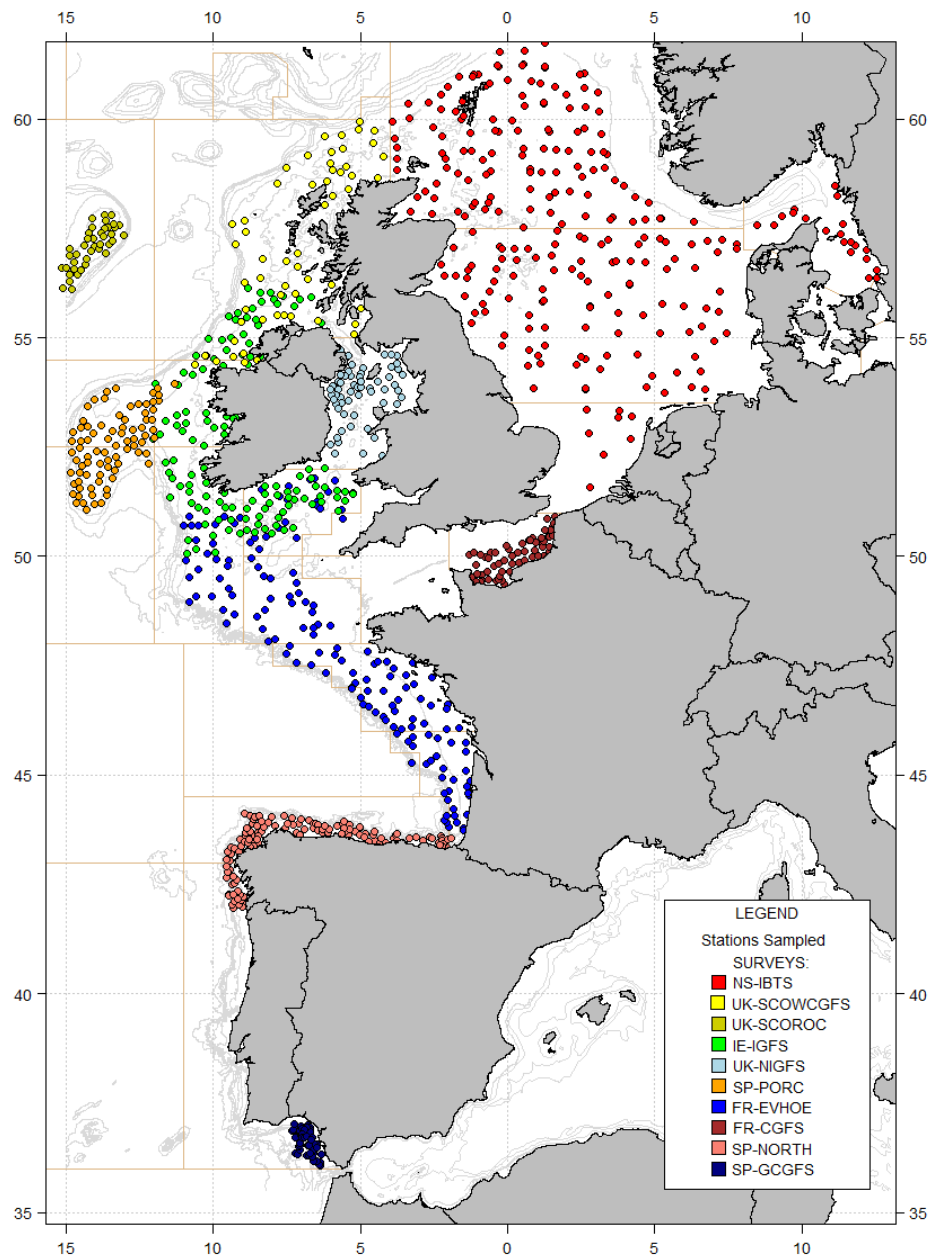 15 10 5 0 5 10
60 60
55 55
50 50
45 45
40 40
35 35
LEGEND
Stations Sampled
SURVEYS:
NS-IBTS
UK-SCOWCGFS
UK-SCOROC
IE-IGFS
UK-NIGFS
SP-PORC
FR-EVHOE
FR-CGFS
SP-NORTH
SP-GCGFS
15 10 5 0 5 10